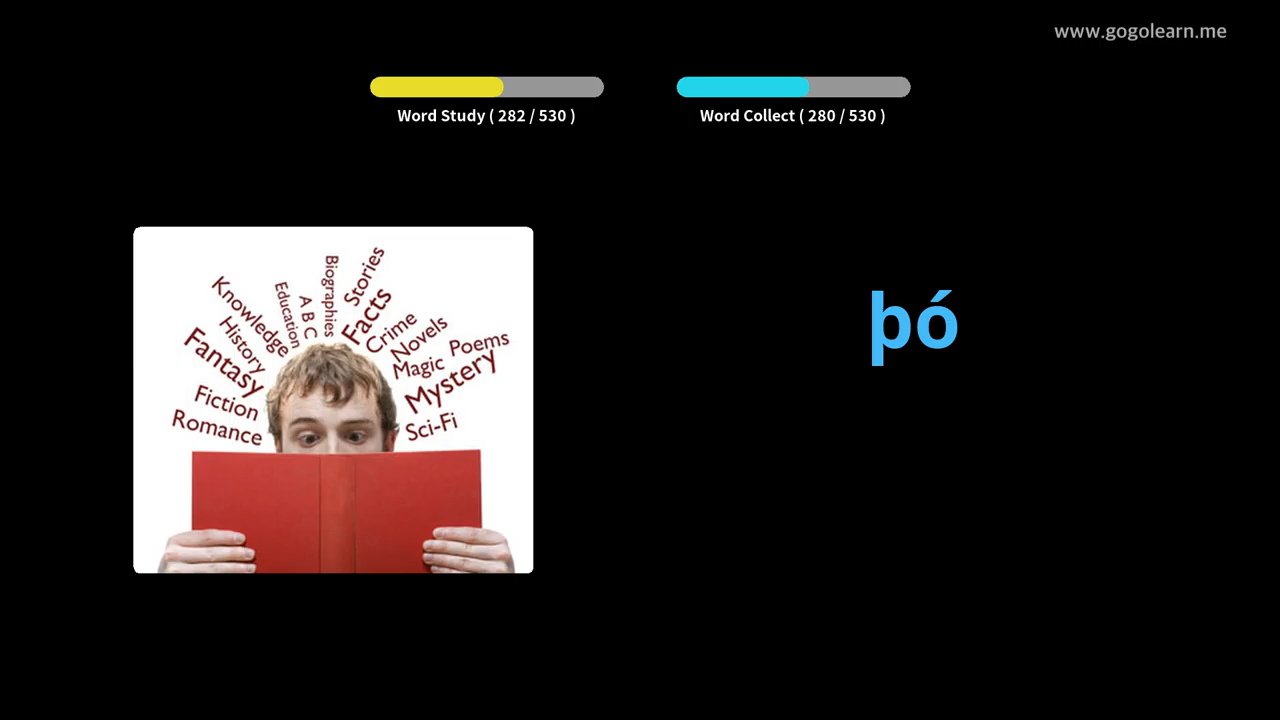 www.gogolearn.me
Word Study ( 282 / 530 )
Word Collect ( 280 / 530 )
þó
Biographies
Stories
Education
A B C
Facts
Knowledge
Crime
History
Novels
Fantasy
Magic
Poems
Mystery
Fiction
Romance
Sci-Fi